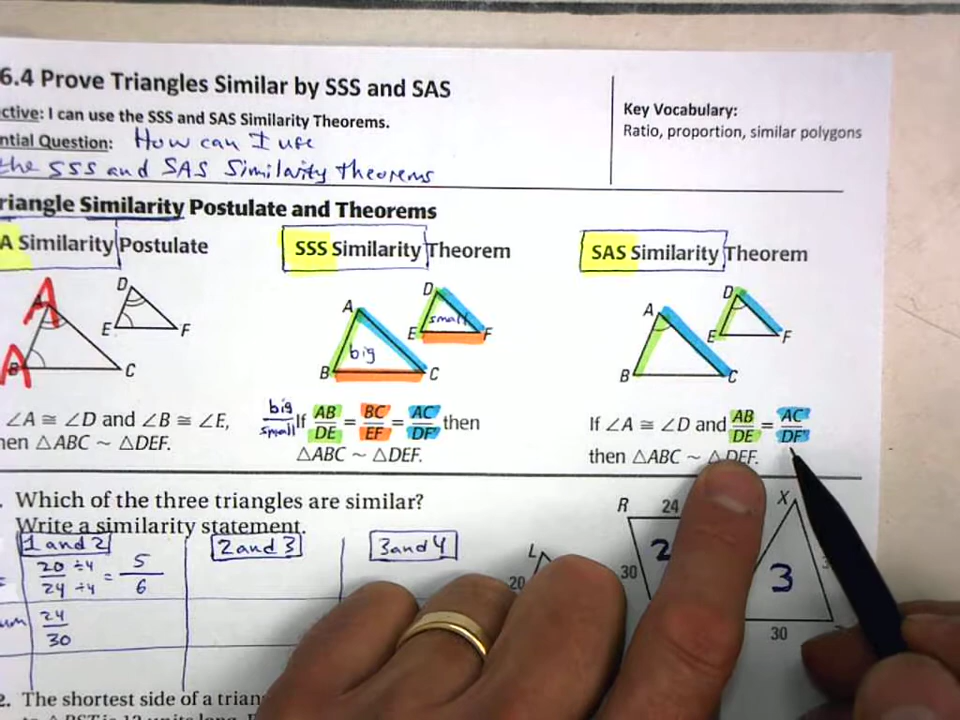 6.4 Prove Triangles Similar by SSS and SAS
ctive: I can use the SSS and SAS Similarity Theorems.
ntial Question: How can I use
the SSS and SAS Similarity Theorems
Key Vocabulary:
Ratio, proportion, similar polygons
riangle Similarity Postulate and Theorems
A Similarity Postulate
SSS Similarity Theorem
SAS Similarity Theorem
A
D
A
E
F
B
A
C
A
D
small
E
F
big
B
C
A
D
E
F
B
C
∠A ≅ ∠D and ∠B ≅ ∠E,
hen △ABC ~ △DEF.
big/small If AB/DE = BC/EF = AC/DF then
△ABC ~ △DEF.
If ∠A ≅ ∠D and AB/DE = AC/DF
then △ABC ~ △DEF.
. Which of the three triangles are similar?
Write a similarity statement.
1 and 2
2 and 3
3 and 4
20 ÷4 / 24 ÷4 = 5/6
24/30
um
L
20
R
24
30
2
X
3
3
30
2. The shortest side of a trian